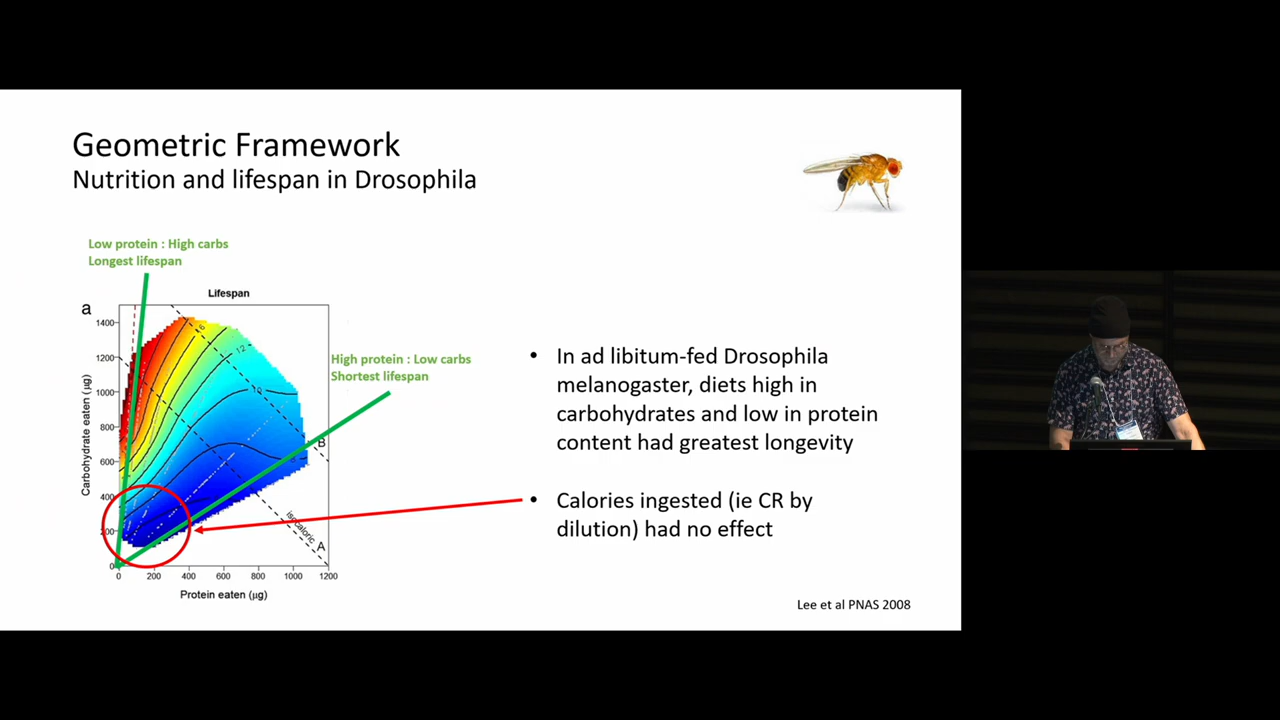 Geometric Framework
Nutrition and lifespan in Drosophila
Low protein : High carbs
Longest lifespan
Lifespan
a
High protein : Low carbs
Shortest lifespan
Carbohydrate eaten (µg)
1400
1200
1000
800
600
400
200
0
16
12
10
B
isocaloric
A
0 200 400 600 800 1000 1200
Protein eaten (µg)
• In ad libitum-fed Drosophila
melanogaster, diets high in
carbohydrates and low in protein
content had greatest longevity
• Calories ingested (ie CR by
dilution) had no effect
Lee et al PNAS 2008